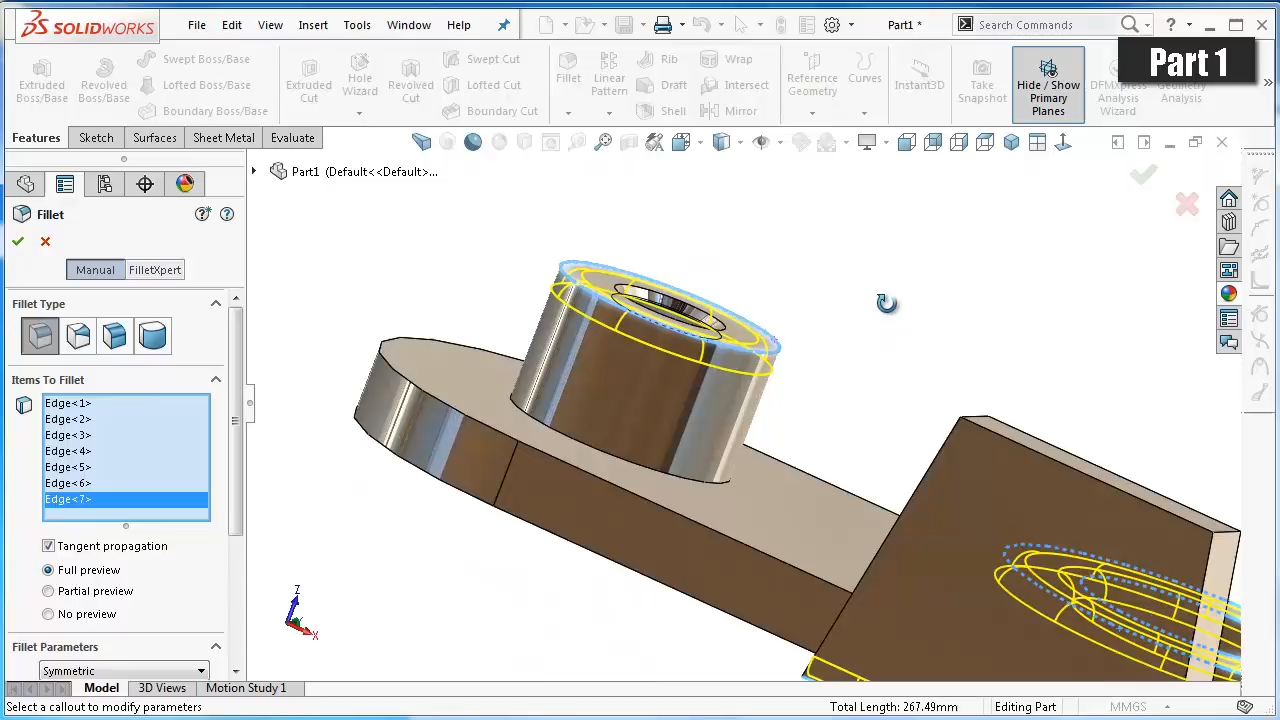 SOLIDWORKS
File Edit View Insert Tools Window Help
Part1 *
Search Commands
Part 1
Extruded Boss/Base
Revolved Boss/Base
Swept Boss/Base
Lofted Boss/Base
Boundary Boss/Base
Extruded Cut
Hole Wizard
Revolved Cut
Swept Cut
Boundary Cut
Fillet
Linear Pattern
Rib
Draft
Shell
Wrap
Intersect
Mirror
Reference Geometry
Curves
Instant3D
Take Snapshot
Hide / Show Primary Planes
DFMXpress Analysis Wizard
Analysis
Features Sketch Surfaces Sheet Metal Evaluate
Part1 (Default<<Default>...
Fillet
Manual FilletXpert
Fillet Type
Items To Fillet
Edge<1>
Edge<2>
Edge<3>
Edge<4>
Edge<5>
Edge<6>
Edge<7>
Tangent propagation
Full preview
Partial preview
No preview
Fillet Parameters
Symmetric
Z
X
Model 3D Views Motion Study 1
Select a callout to modify parameters
Total Length: 267.49mm
Editing Part
MMGS